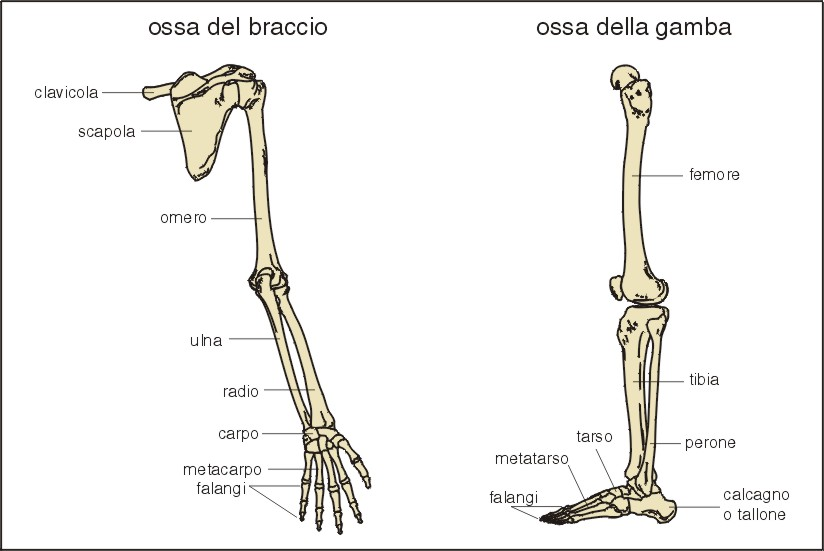 ossa del braccio
clavicola
scapola
omero
ulna
radio
carpo
metacarpo
falangi
ossa della gamba
femore
tibia
perone
tarso
metatarso
falangi
calcagno
o tallone